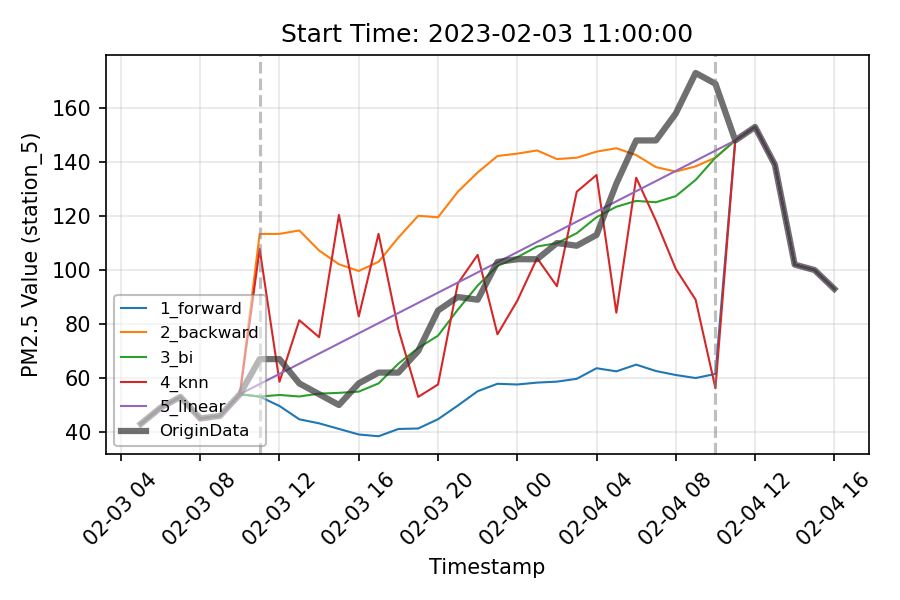 Start Time: 2023-02-03 11:00:00
PM2.5 Value (station_5)
160
140
120
100
80
60
40
1_forward
2_backward
3_bi
4_knn
5_linear
OriginData
02-03 04
02-03 08
02-03 12
02-03 16
02-03 20
02-04 00
02-04 04
02-04 08
02-04 12
02-04 16
Timestamp